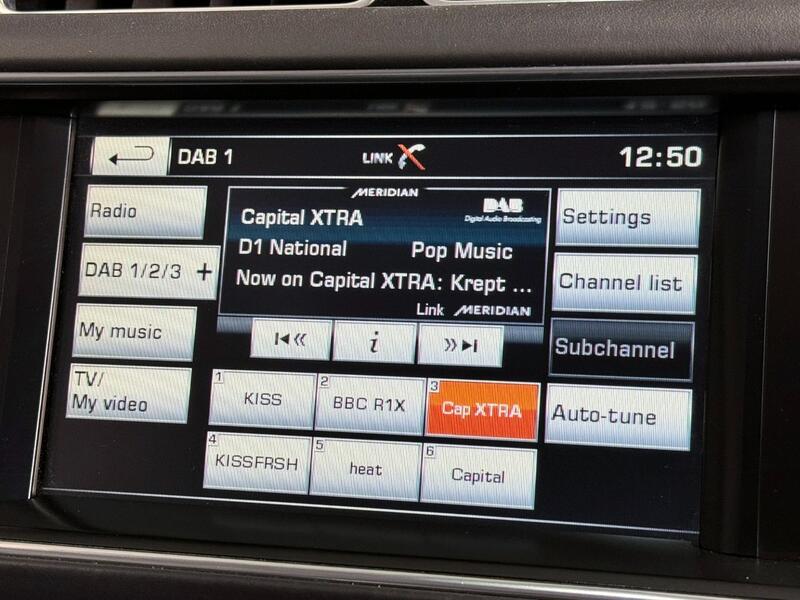 DAB 1
LINK
12:50
Radio
DAB 1/2/3 +
My music
TV/
My video
MERIDIAN
Capital XTRA
DAB
Digital Audio Broadcasting
D1 National
Pop Music
Now on Capital XTRA: Krept ...
Link MERIDIAN
i
Settings
Channel list
Subchannel
Auto-tune
1
KISS
2
BBC R1X
3
Cap XTRA
4
KISSFRSH
5
heat
6
Capital